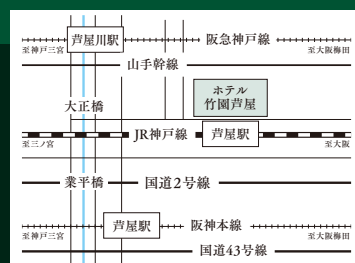 芦屋川駅
阪急神戸線
至神戸三宮
至大阪梅田
山手幹線
ホテル
竹園芦屋
大正橋
JR神戸線
芦屋駅
至三ノ宮
至大阪
業平橋
国道2号線
芦屋駅
阪神本線
至神戸三宮
至大阪梅田
国道43号線